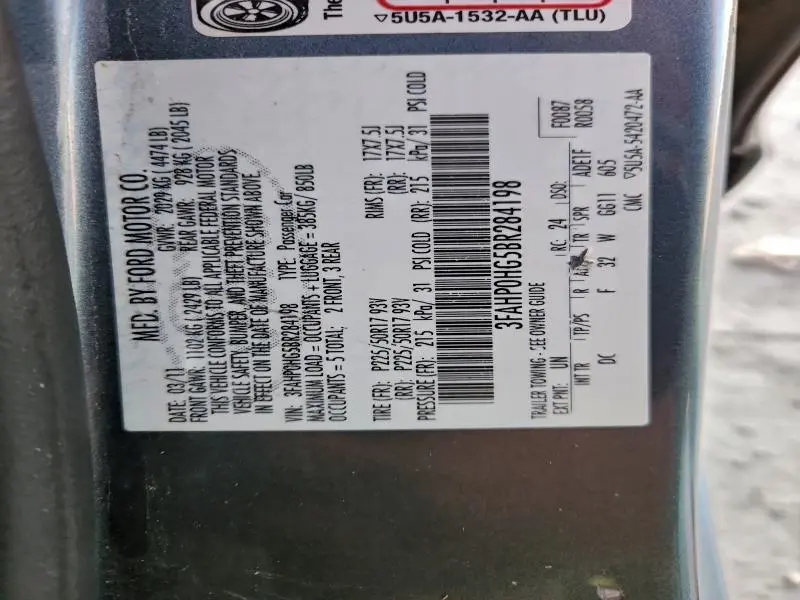 The
▽5U5A-1532-AA (TLU)
MFD. BY FORD MOTOR CO.
DATE: 03/11 GVWR: 2029 KG ( 4474 LB)
FRONT GAWR: 1102 KG ( 2429 LB) REAR GAWR: 928 KG ( 2045 LB)
THIS CONFORMS TO ALL APPLICABLE FEDERAL MOTOR
VEHICLE SAFETY, BUMPER, AND THEFT PREVENTION STANDARDS
IN EFFECT ON THE DATE OF MANUFACTURE SHOWN ABOVE.
VIN: 3FAHP0HG5BR284198 TYPE: Passenger Car
MAXIMUM LOAD = OCCUPANTS + LUGGAGE = 385KG/ 850LB
OCCUPANTS = 5 TOTAL; 2 FRONT, 3 REAR
TIRE (FR): P225/50R17 93V RIMS (FR): 17X7.5J
(RR): P225/50R17 93V (RR): 17X7.5J
PRESSURE (FR): 215 kPa/ 31 PSI COLD (RR): 215 kPa/ 31 PSI COLD
3FAHP0HG5BR284198
TRAILER TOWING - SEE OWNER GUIDE F0087
EXT PNT: UN RC: 24 DSO: R0058
INT TR TP/PS R TR SPR ADETF
DC F 32 W GG11 605
CNC ▽5U5A-5420472-AA